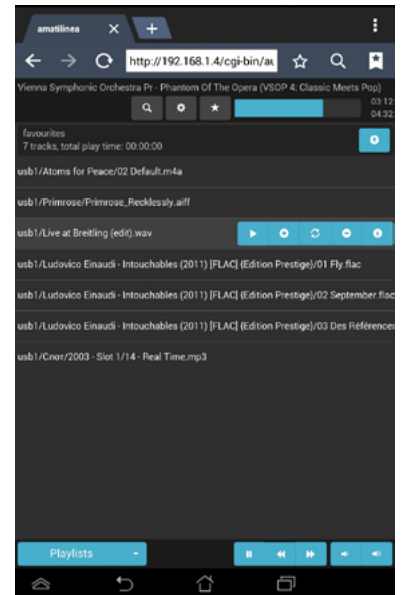 amatilinea
http://192.168.1.4/cgi-bin/au
Vienna Symphonic Orchestra Pr - Phantom Of The Opera (VSOP 4: Classic Meets Pop)
03:12
04:32
favourites
7 tracks, total play time: 00:00:00
usb1/Atoms for Peace/02 Default.m4a
usb1/Primrose/Primrose_Recklessly.aiff
usb1/Live at Breitling (edit).wav
usb1/Ludovico Einaudi - Intouchables (2011) [FLAC] {Edition Prestige}/01 Fly.flac
usb1/Ludovico Einaudi - Intouchables (2011) [FLAC] {Edition Prestige}/02 September.flac
usb1/Ludovico Einaudi - Intouchables (2011) [FLAC] {Edition Prestige}/03 Des Références
usb1/Слот/2003 - Slot 1/14 - Real Time.mp3
Playlists